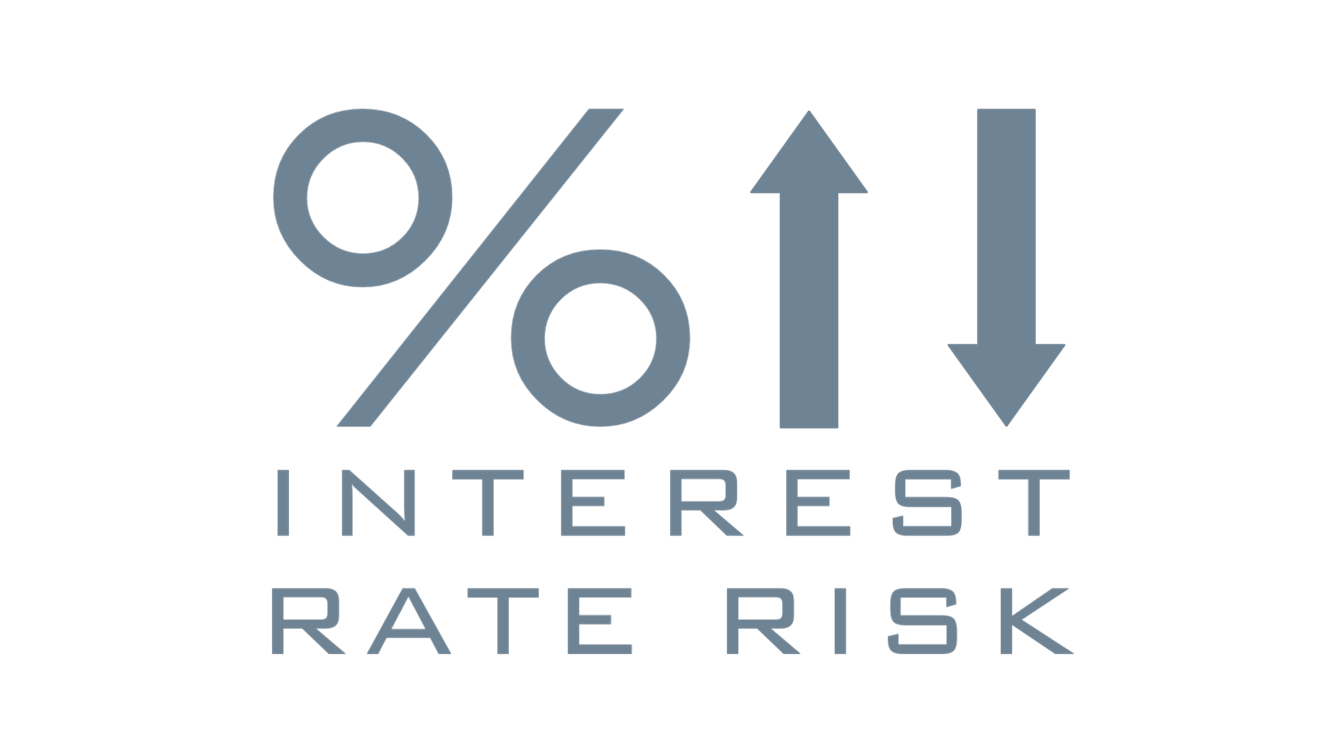 %
INTEREST
RATE RISK